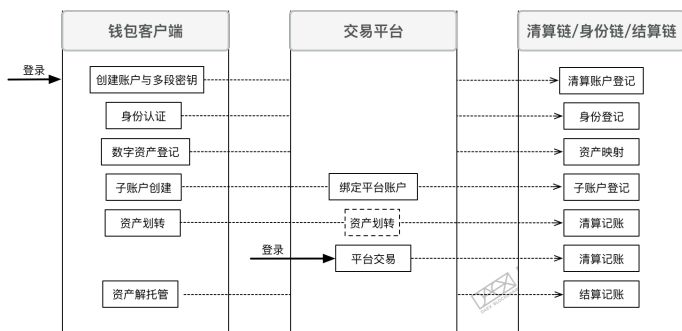 钱包客户端 交易平台 清算链/身份链/结算链
登录
创建账户与多段密钥 清算账户登记
身份认证 身份登记
数字资产登记 资产映射
子账户创建 绑定平台账户 子账户登记
资产划转 资产划转 清算记账
登录 平台交易 清算记账
资产解托管 结算记账